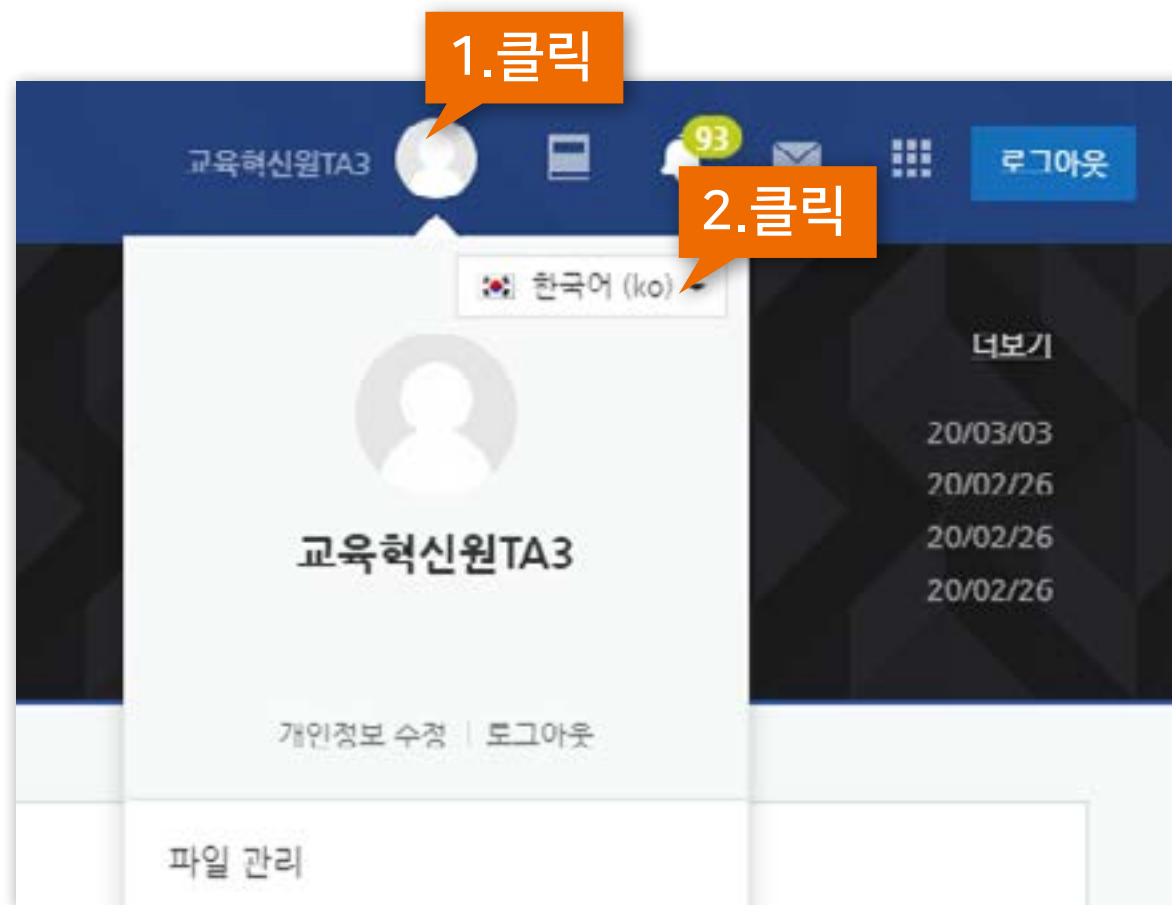 1.클릭
교육혁신원TA3
93
로그아웃
2.클릭
한국어 (ko)
더보기
20/03/03
20/02/26
20/02/26
20/02/26
교육혁신원TA3
개인정보 수정 | 로그아웃
파일 관리